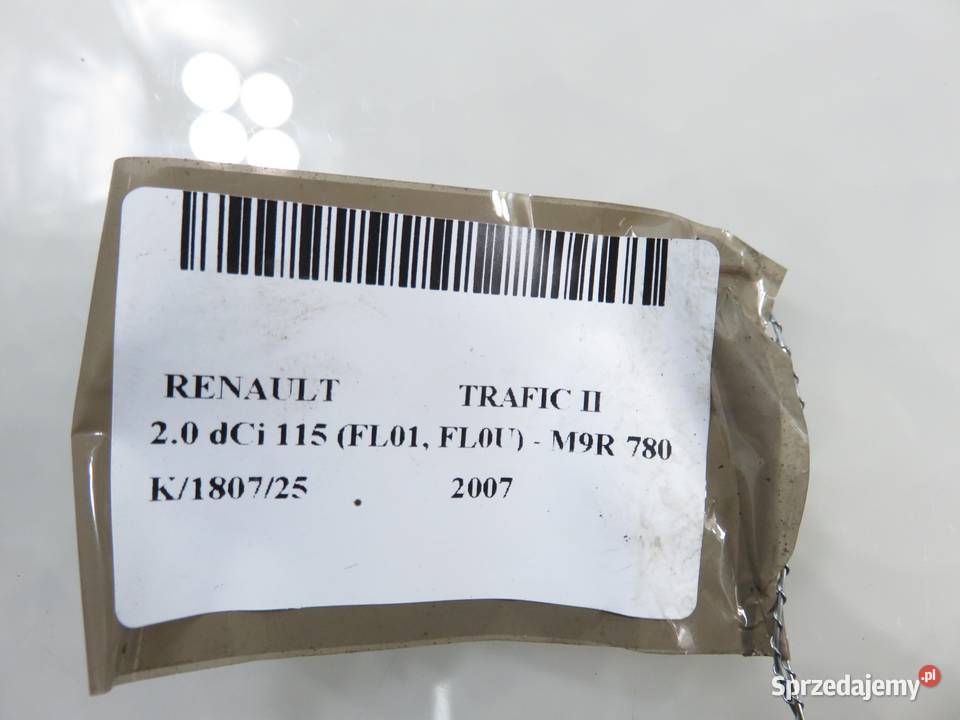 RENAULT TRAFIC II
2.0 dCi 115 (FL01, FL0U) - M9R 780
K/1807/25 2007
Sprzedajemy.pl